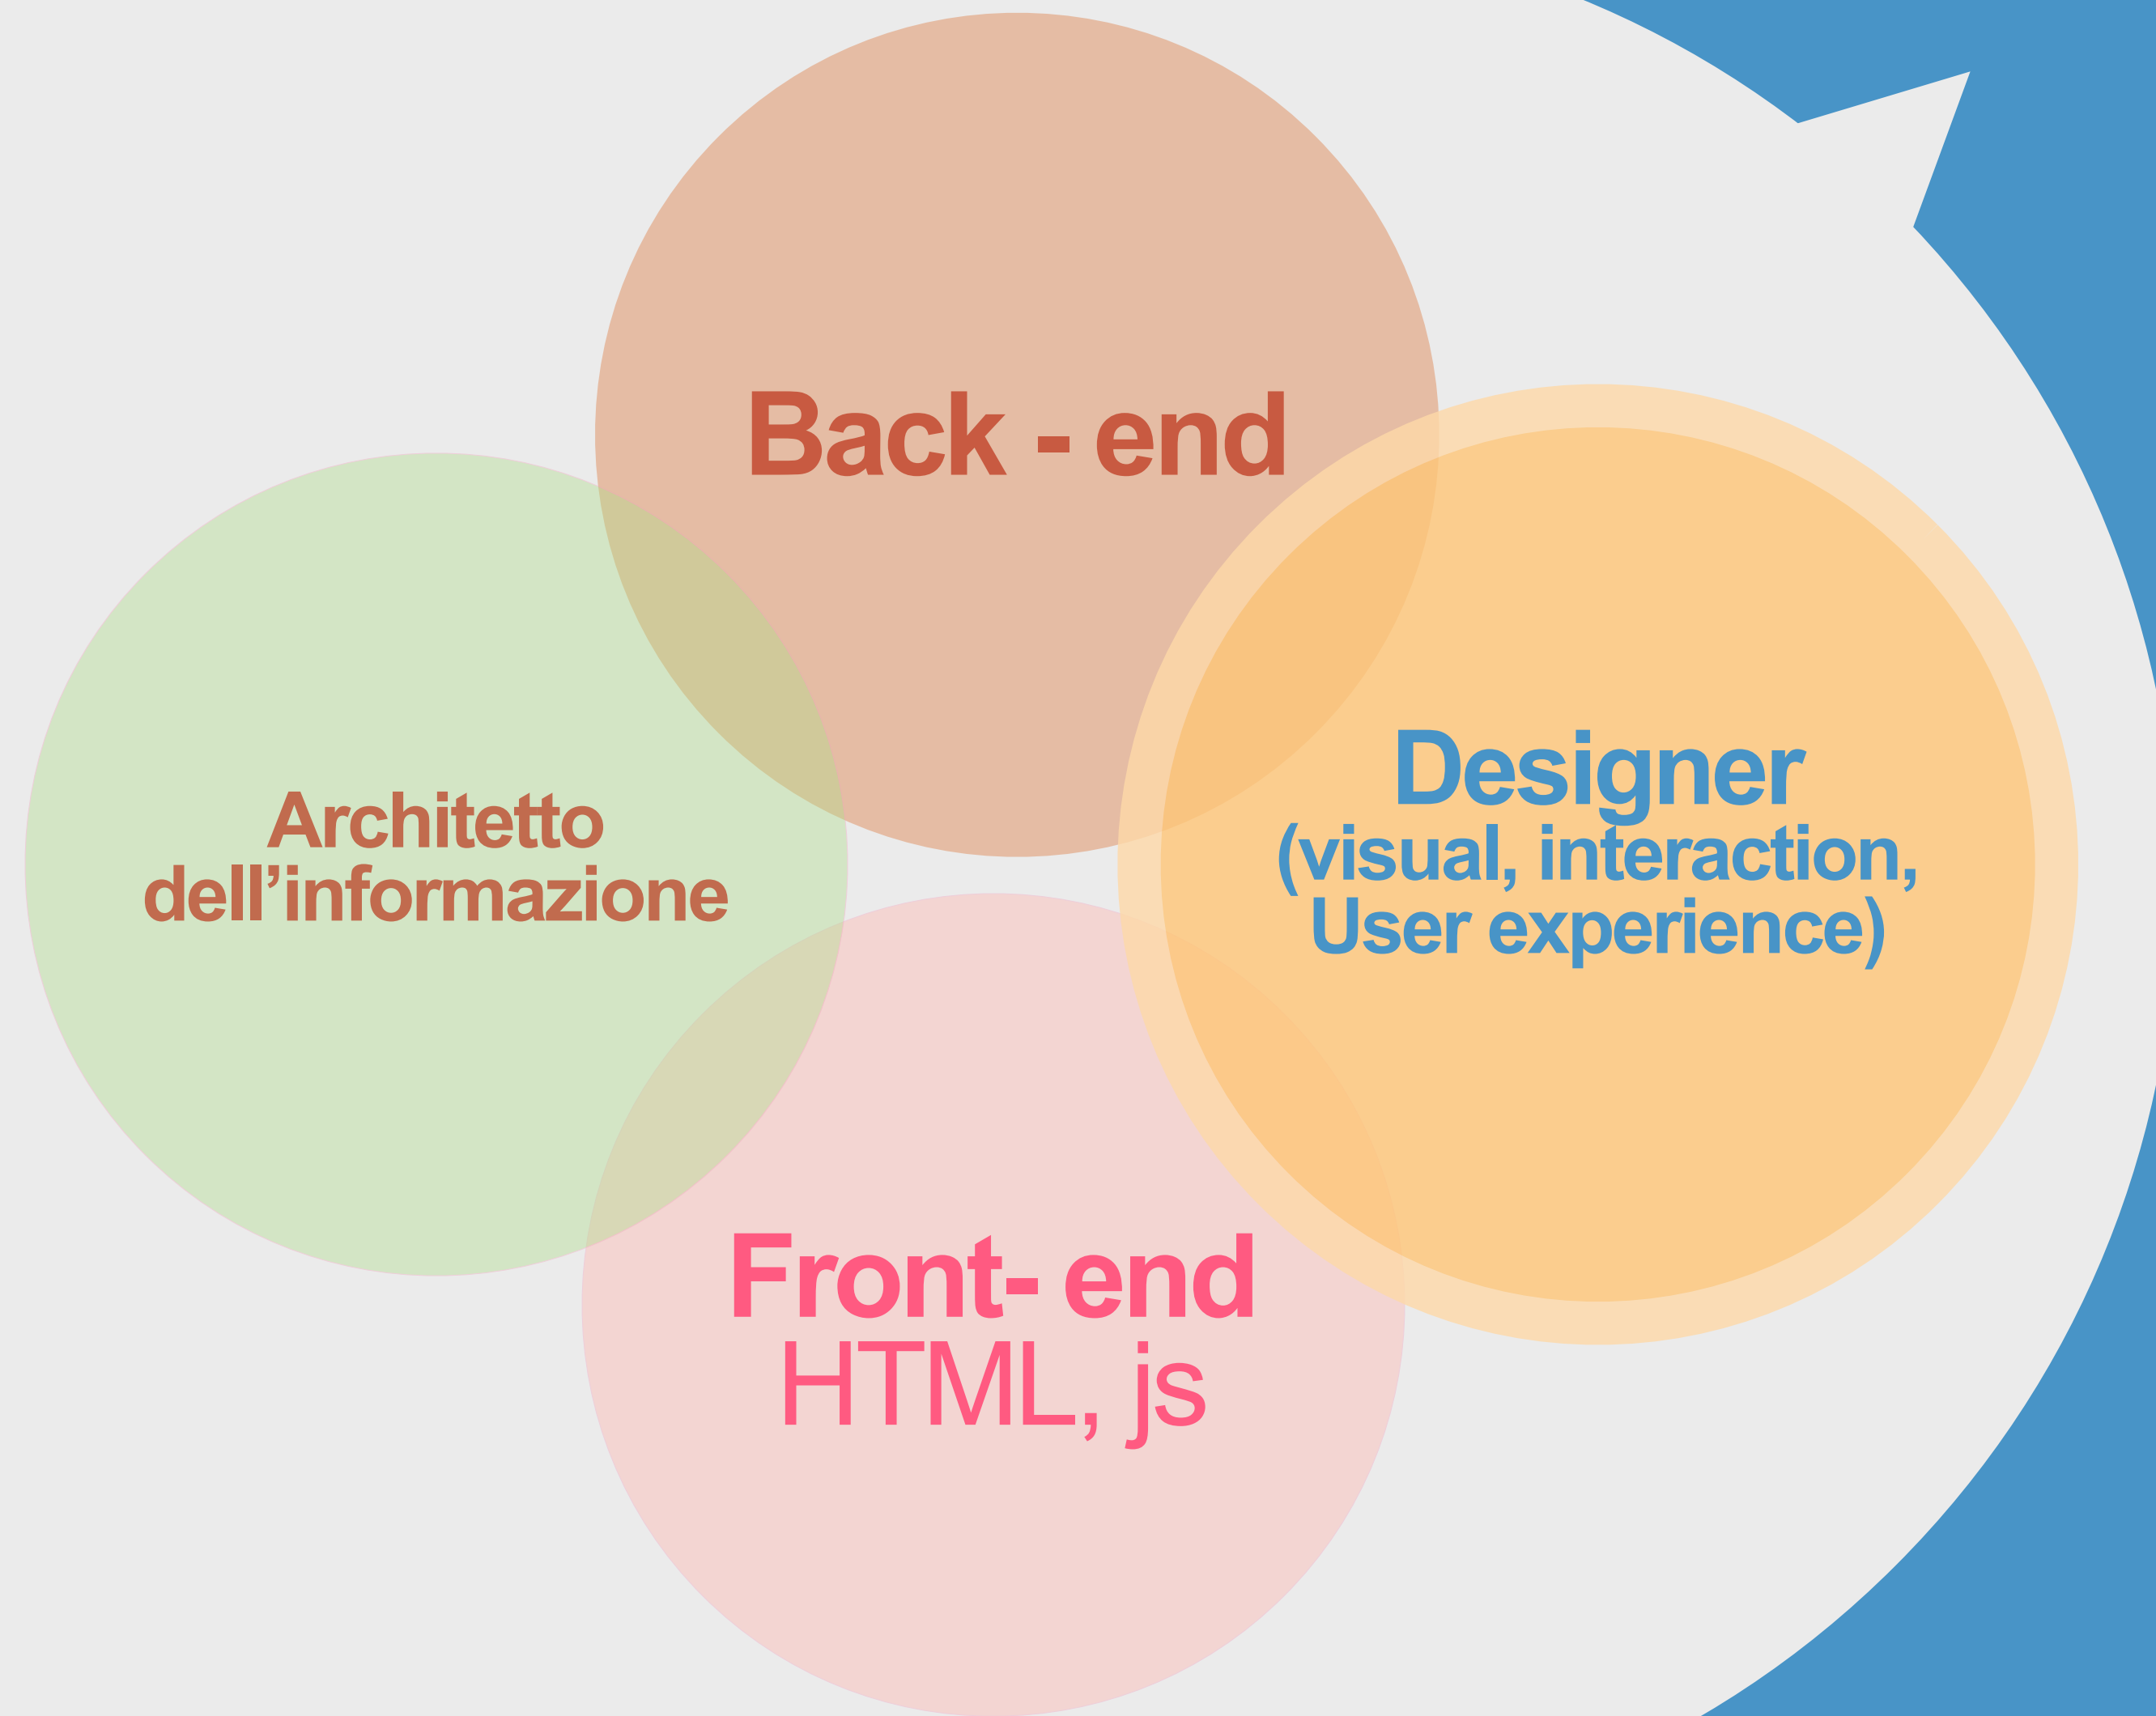 Back - end
Architetto
dell'informazione
Designer
(visual, interaction,
User experience)
Front- end
HTML, js